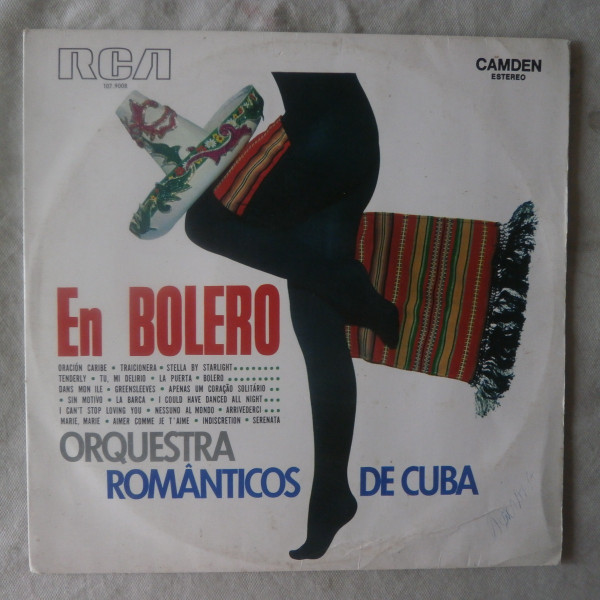 RCA
107.9008
CAMDEN
ESTEREO
En BOLERO
ORACIÓN CARIBE • TRAICIONERA • STELLA BY STARLIGHT
TENDERLY • TU, MI DELIRIO • LA PUERTA • BOLERO
DANS MON ILE • GREENSLEEVES • APENAS UM CORAÇÃO SOLITÁRIO
• SIN MOTIVO • LA BARCA • I COULD HAVE DANCED ALL NIGHT
I CAN'T STOP LOVING YOU • NESSUNO AL MONDO • ARRIVEDERCI
MARIE, MARIE • AIMER COMME JE T'AIME • INDISCRETION • SERENATA
ORQUESTRA
ROMÂNTICOS DE CUBA